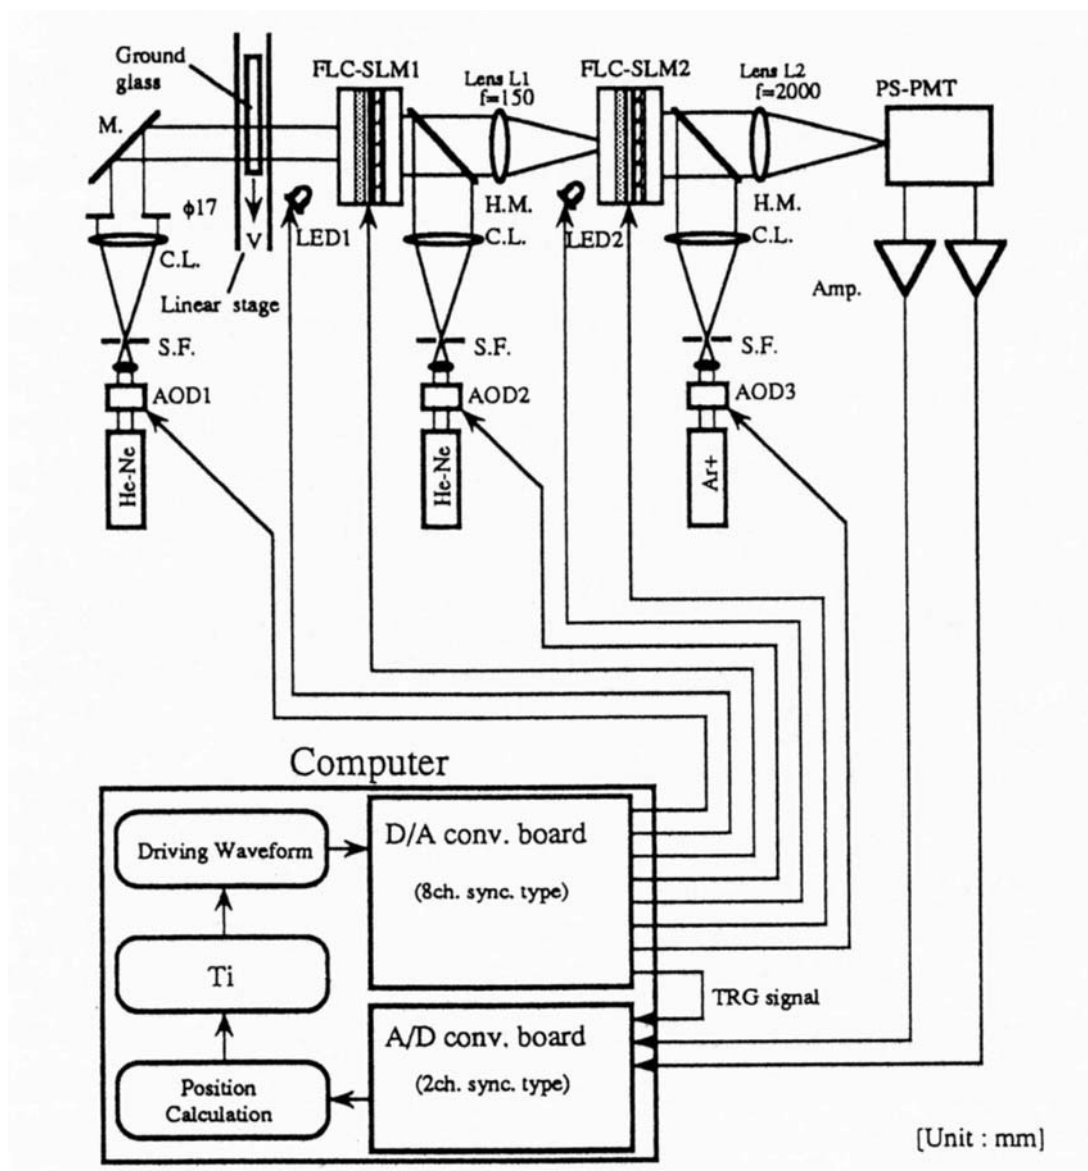 Ground
glass
FLC-SLM1
Lens L1
f=150
FLC-SLM2
Lens L2
f=2000
PS-PMT
M.
φ17
C.L.
V
LED1
Linear stage
H.M.
C.L.
LED2
H.M.
C.L.
Amp.
S.F.
S.F.
S.F.
AOD1
AOD2
AOD3
He-Ne
He-Ne
Ar+
Computer
Driving Waveform
D/A conv. board
(8ch. sync. type)
Ti
TRG signal
A/D conv. board
(2ch. sync. type)
Position
Calculation
[Unit : mm]